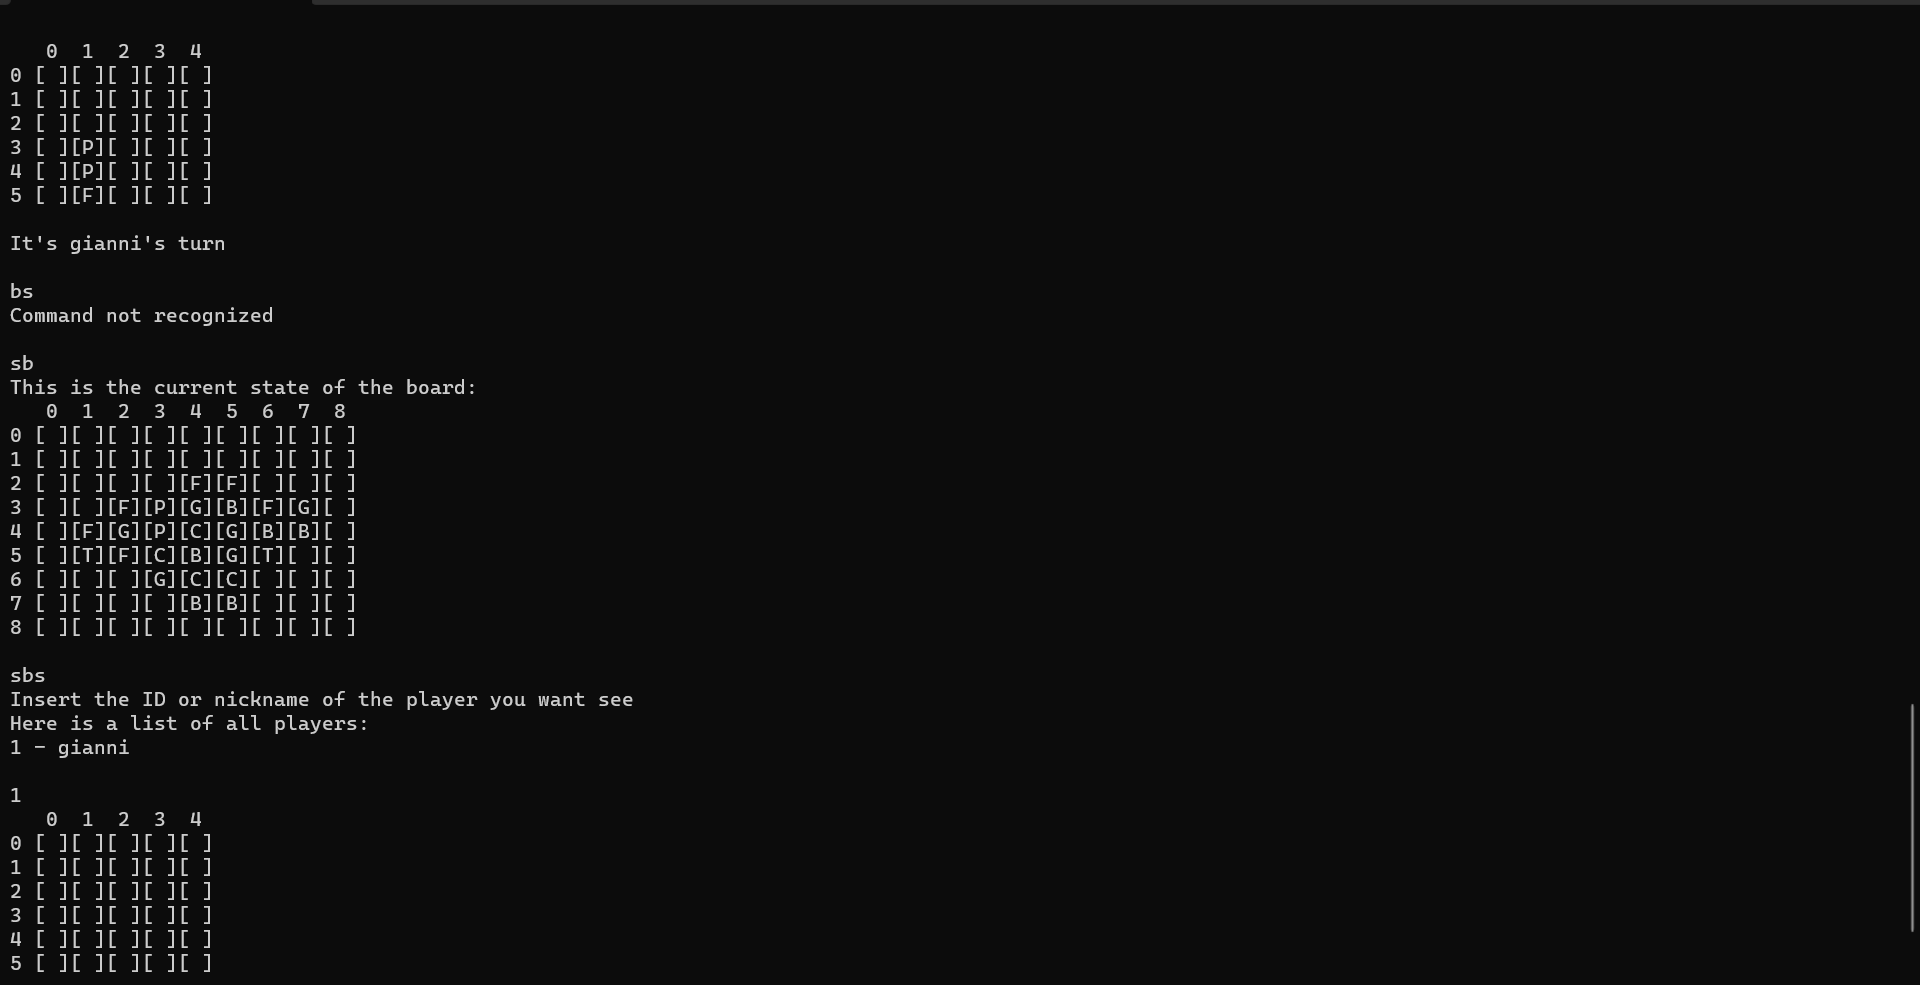 0  1  2  3  4
0 [ ][ ][ ][ ][ ]
1 [ ][ ][ ][ ][ ]
2 [ ][ ][ ][ ][ ]
3 [ ][P][ ][ ][ ]
4 [ ][P][ ][ ][ ]
5 [ ][F][ ][ ][ ]
It's gianni's turn
bs
Command not recognized
sb
This is the current state of the board:
   0  1  2  3  4  5  6  7  8
0 [ ][ ][ ][ ][ ][ ][ ][ ][ ]
1 [ ][ ][ ][ ][ ][ ][ ][ ][ ]
2 [ ][ ][ ][ ][F][F][ ][ ][ ]
3 [ ][ ][F][P][G][B][F][G][ ]
4 [ ][F][G][P][C][G][B][B][ ]
5 [ ][T][F][C][B][G][T][ ][ ]
6 [ ][ ][ ][G][C][C][ ][ ][ ]
7 [ ][ ][ ][ ][B][B][ ][ ][ ]
8 [ ][ ][ ][ ][ ][ ][ ][ ][ ]
sbs
Insert the ID or nickname of the player you want see
Here is a list of all players:
1 - gianni
1
   0  1  2  3  4
0 [ ][ ][ ][ ][ ]
1 [ ][ ][ ][ ][ ]
2 [ ][ ][ ][ ][ ]
3 [ ][ ][ ][ ][ ]
4 [ ][ ][ ][ ][ ]
5 [ ][ ][ ][ ][ ]